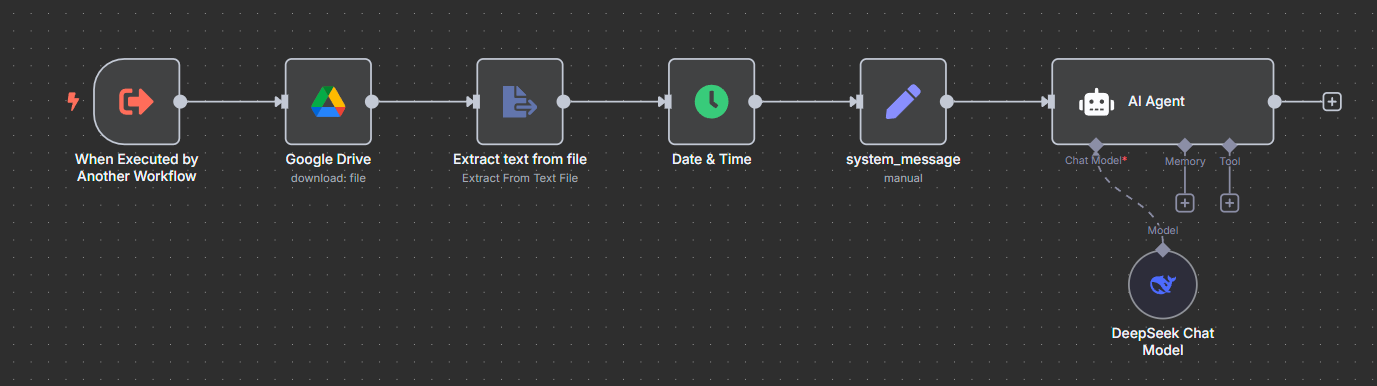 When Executed by
Another Workflow
Google Drive
download: file
Extract text from file
Extract From Text File
Date & Time
system_message
manual
AI Agent
Chat Model*
Memory
Tool
Model
DeepSeek Chat
Model